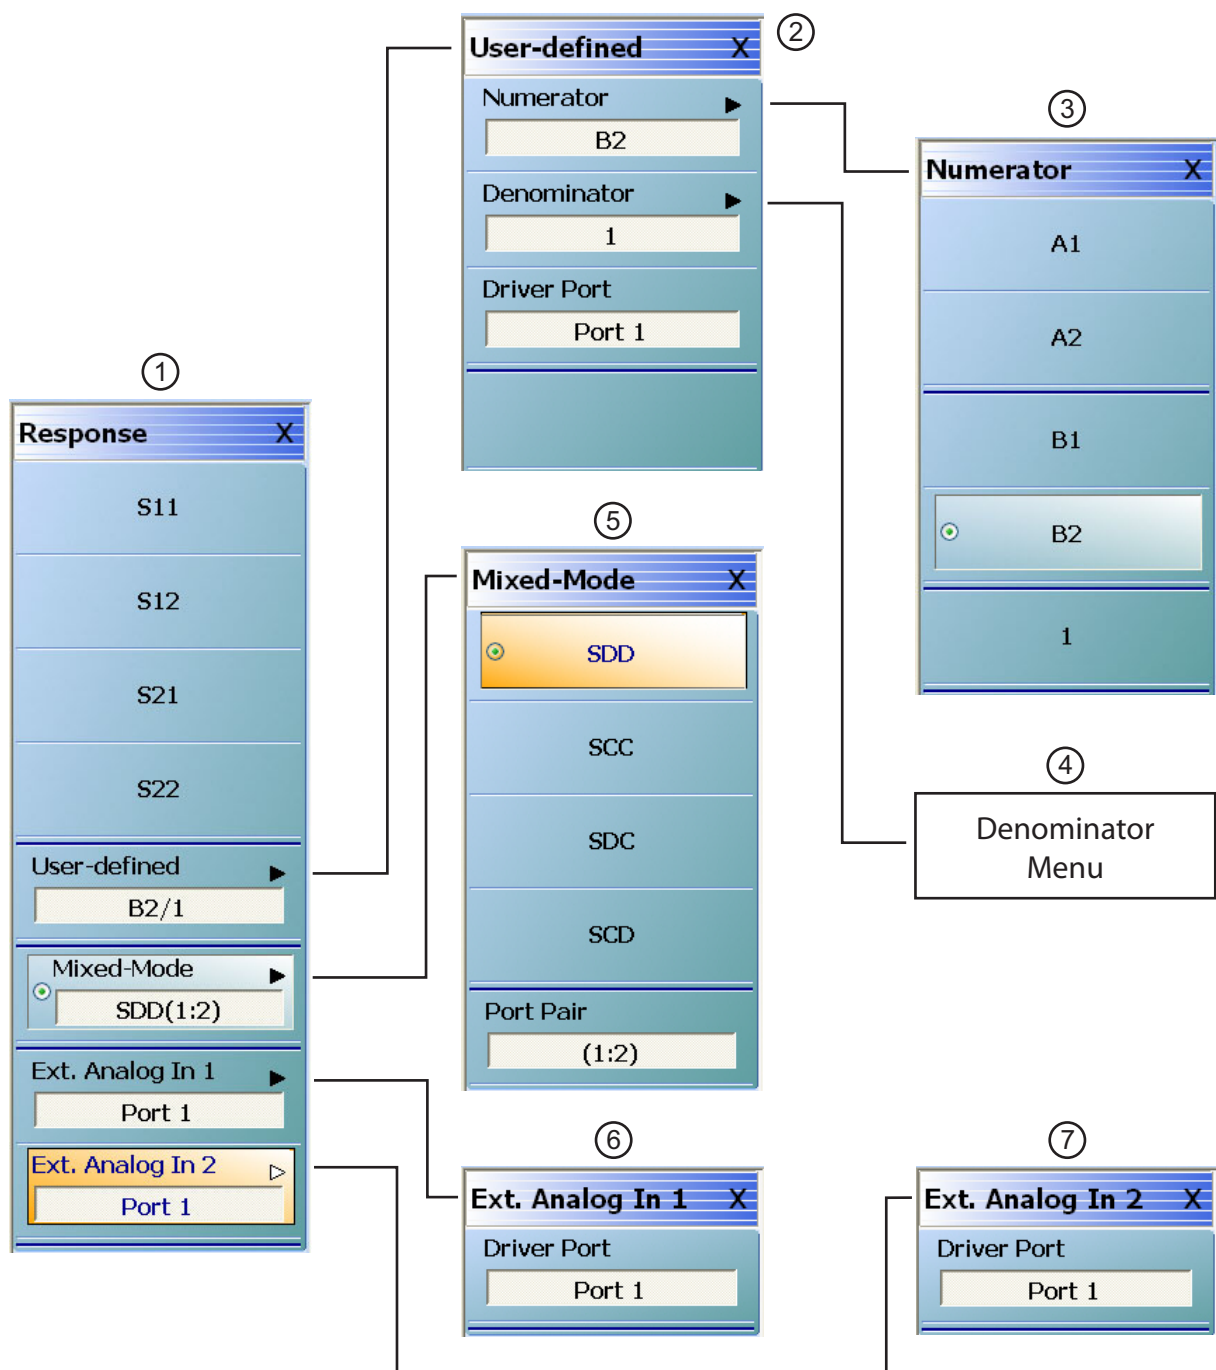 ①
Response X
S11
S12
S21
S22
User-defined
B2/1
Mixed-Mode
SDD(1:2)
Ext. Analog In 1
Port 1
Ext. Analog In 2
Port 1
②
User-defined X
Numerator
B2
Denominator
1
Driver Port
Port 1
③
Numerator X
A1
A2
B1
B2
1
④
Denominator
Menu
⑤
Mixed-Mode X
SDD
SCC
SDC
SCD
Port Pair
(1:2)
⑥
Ext. Analog In 1 X
Driver Port
Port 1
⑦
Ext. Analog In 2 X
Driver Port
Port 1